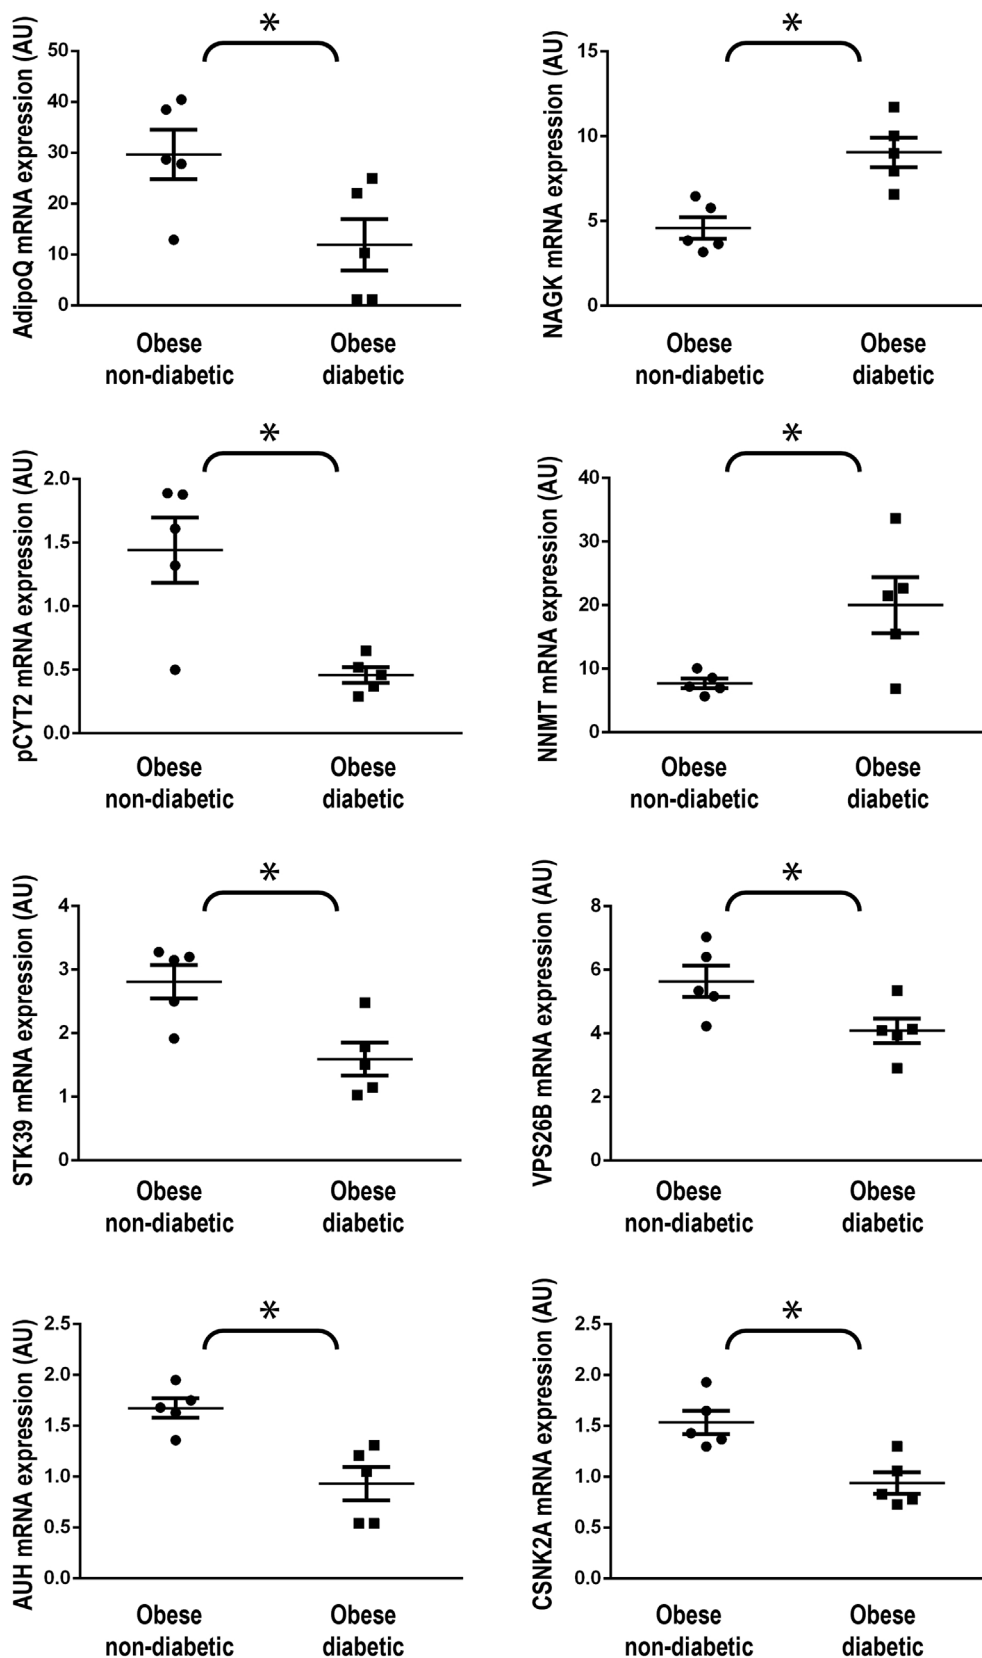 *
AdipoQ mRNA expression (AU)
50
40
30
20
10
0
Obese
non-diabetic
Obese
diabetic
*
NAGK mRNA expression (AU)
15
10
5
0
Obese
non-diabetic
Obese
diabetic
*
pCYT2 mRNA expression (AU)
2.0
1.5
1.0
0.5
0.0
Obese
non-diabetic
Obese
diabetic
*
NNMT mRNA expression (AU)
40
30
20
10
0
Obese
non-diabetic
Obese
diabetic
*
STK39 mRNA expression (AU)
4
3
2
1
0
Obese
non-diabetic
Obese
diabetic
*
VPS26B mRNA expression (AU)
8
6
4
2
0
Obese
non-diabetic
Obese
diabetic
*
AUH mRNA expression (AU)
2.5
2.0
1.5
1.0
0.5
0.0
Obese
non-diabetic
Obese
diabetic
*
CSNK2A mRNA expression (AU)
2.5
2.0
1.5
1.0
0.5
0.0
Obese
non-diabetic
Obese
diabetic